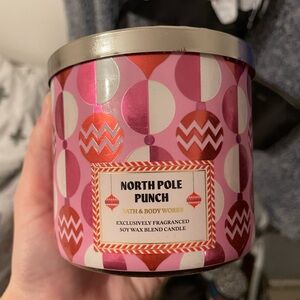 NORTH POLE
PUNCH
BATH & BODY WORKS
EXCLUSIVELY FRAGRANCED
SOY WAX BLEND CANDLE